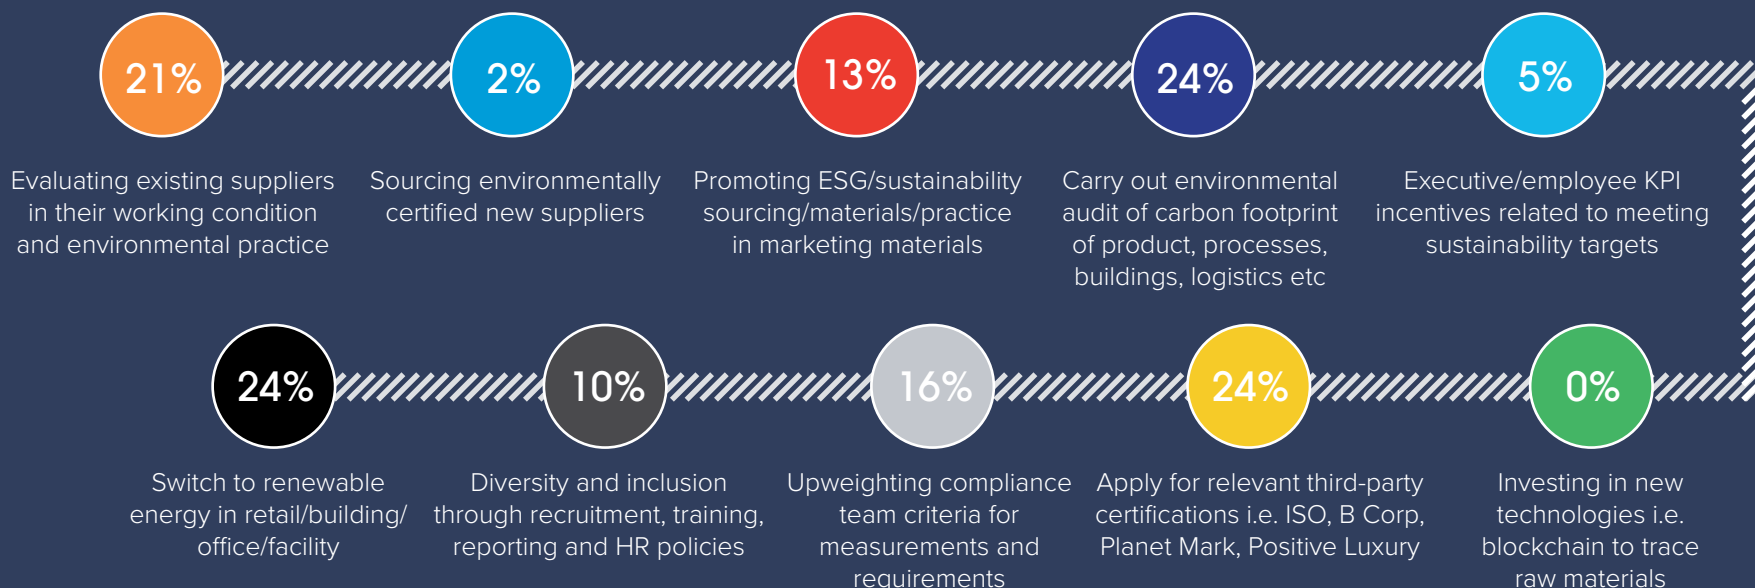 21%
Evaluating existing suppliers
in their working condition
and environmental practice
2%
Sourcing environmentally
certified new suppliers
13%
Promoting ESG/sustainability
sourcing/materials/practice
in marketing materials
24%
Carry out environmental
audit of carbon footprint
of product, processes,
buildings, logistics etc
5%
Executive/employee KPI
incentives related to meeting
sustainability targets
24%
Switch to renewable
energy in retail/building/
office/facility
10%
Diversity and inclusion
through recruitment, training,
reporting and HR policies
16%
Upweighting compliance
team criteria for
measurements and
requirements
24%
Apply for relevant third-party
certifications i.e. ISO, B Corp,
Planet Mark, Positive Luxury
0%
Investing in new
technologies i.e.
blockchain to trace
raw materials